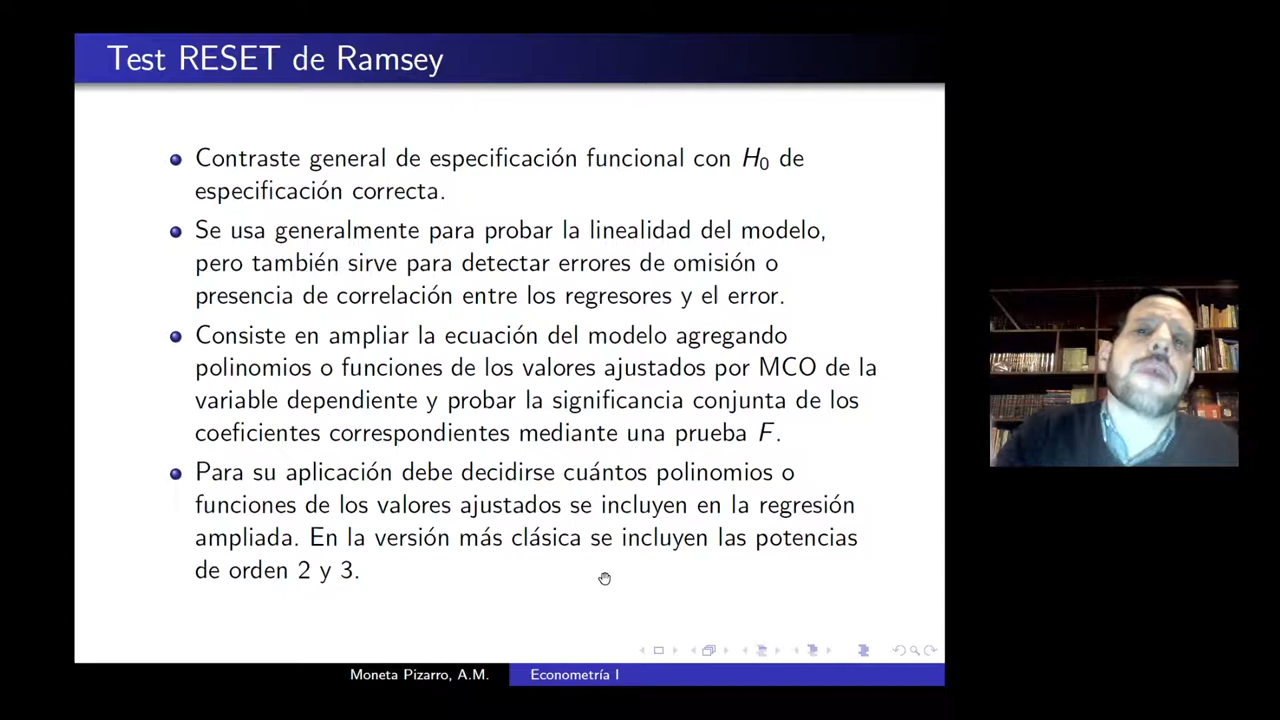 Test RESET de Ramsey
Contraste general de especificación funcional con H₀ de
especificación correcta.
Se usa generalmente para probar la linealidad del modelo,
pero también sirve para detectar errores de omisión o
presencia de correlación entre los regresores y el error.
Consiste en ampliar la ecuación del modelo agregando
polinomios o funciones de los valores ajustados por MCO de la
variable dependiente y probar la significancia conjunta de los
coeficientes correspondientes mediante una prueba F.
Para su aplicación debe decidirse cuántos polinomios o
funciones de los valores ajustados se incluyen en la regresión
ampliada. En la versión más clásica se incluyen las potencias
de orden 2 y 3.
Moneta Pizarro, A.M. Econometría I